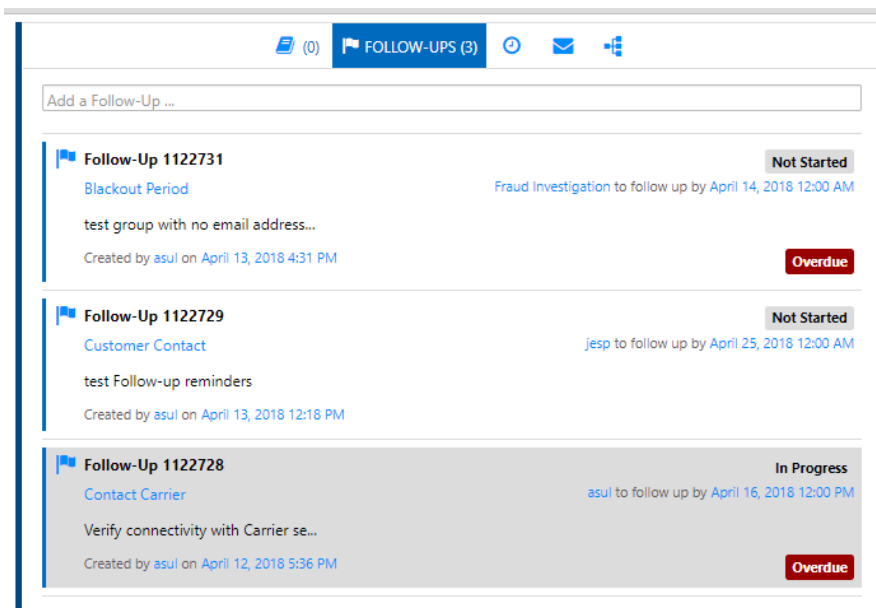 (0) FOLLOW-UPS (3)
Add a Follow-Up ...
Follow-Up 1122731
Not Started
Blackout Period
Fraud Investigation to follow up by April 14, 2018 12:00 AM
test group with no email address...
Created by asul on April 13, 2018 4:31 PM
Overdue
Follow-Up 1122729
Not Started
Customer Contact
jesp to follow up by April 25, 2018 12:00 AM
test Follow-up reminders
Created by asul on April 13, 2018 12:18 PM
Follow-Up 1122728
In Progress
Contact Carrier
asul to follow up by April 16, 2018 12:00 PM
Verify connectivity with Carrier se...
Created by asul on April 12, 2018 5:36 PM
Overdue